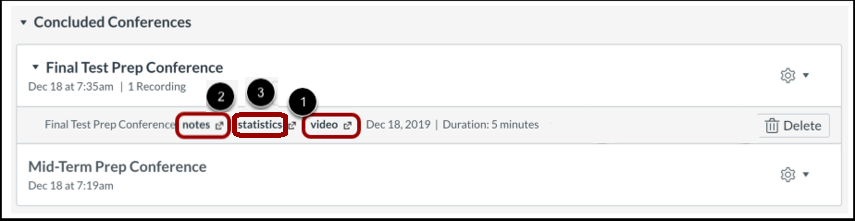 Concluded Conferences
Final Test Prep Conference
Dec 18 at 7:35am | 1 Recording
2 3 1
Final Test Prep Conference notes statistics video Dec 18, 2019 | Duration: 5 minutes Delete
Mid-Term Prep Conference
Dec 18 at 7:19am